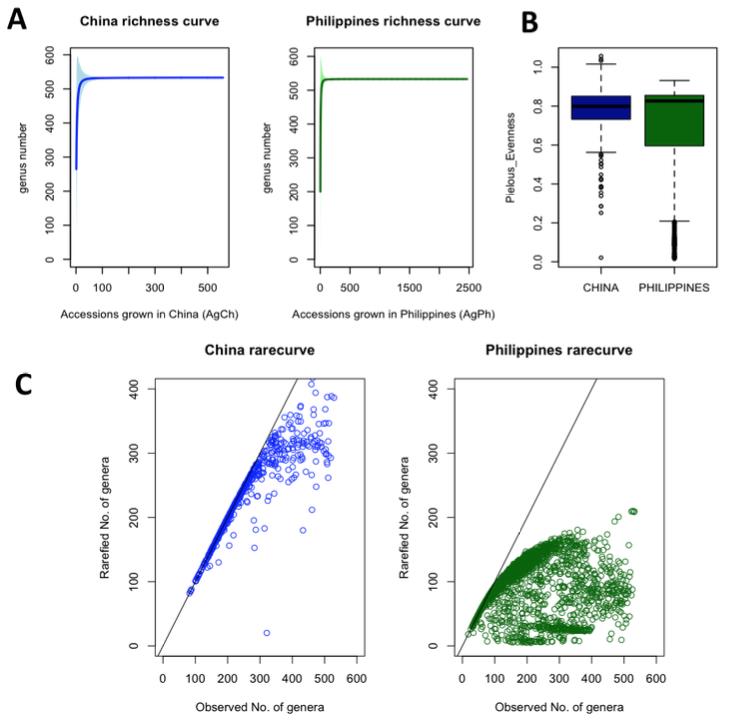 A
China richness curve
genus number
0 100 200 300 400 500 600
0 100 300 500
Accessions grown in China (AgCh)
Philippines richness curve
genus number
0 100 200 300 400 500 600
0 500 1500 2500
Accessions grown in Philippines (AgPh)
B
Pielous_Evenness
0.0 0.2 0.4 0.6 0.8 1.0
CHINA PHILIPPINES
C
China rarecurve
Rarefied No. of genera
0 100 200 300 400
0 100 200 300 400 500 600
Observed No. of genera
Philippines rarecurve
Rarefied No. of genera
0 100 200 300 400
0 100 200 300 400 500 600
Observed No. of genera